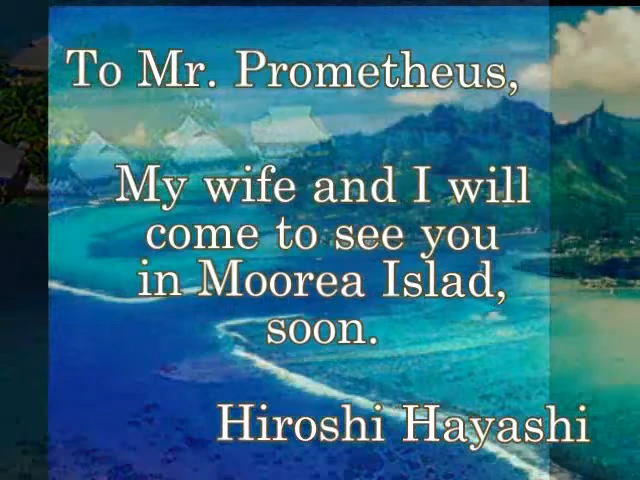 To Mr. Prometheus,
My wife and I will
come to see you
in Moorea Islad,
soon.
Hiroshi Hayashi